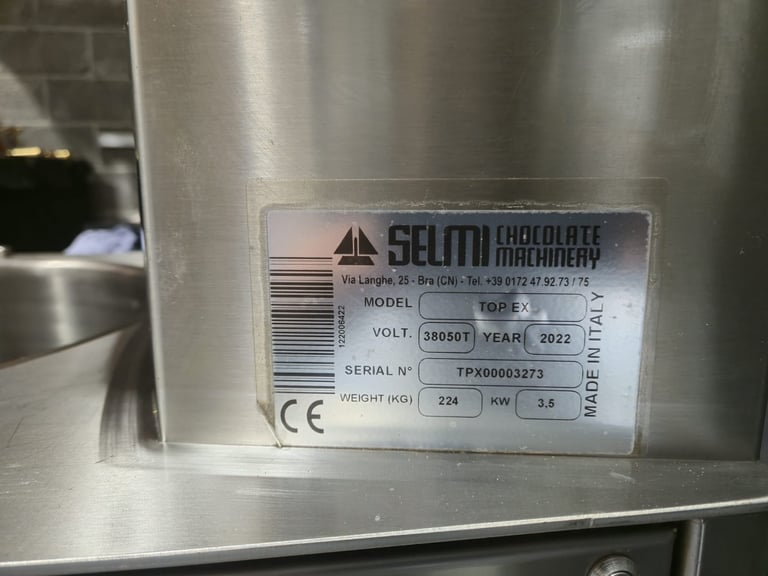 SELMI CHOCOLATE MACHINERY
Via Langhe, 25 - Bra (CN) - Tel. +39 0172 47.92.73 / 75
MODEL TOP EX
VOLT. 38050T YEAR 2022
SERIAL N° TPX00003273
WEIGHT (KG) 224 KW 3,5
CE
122006422
MADE IN ITALY